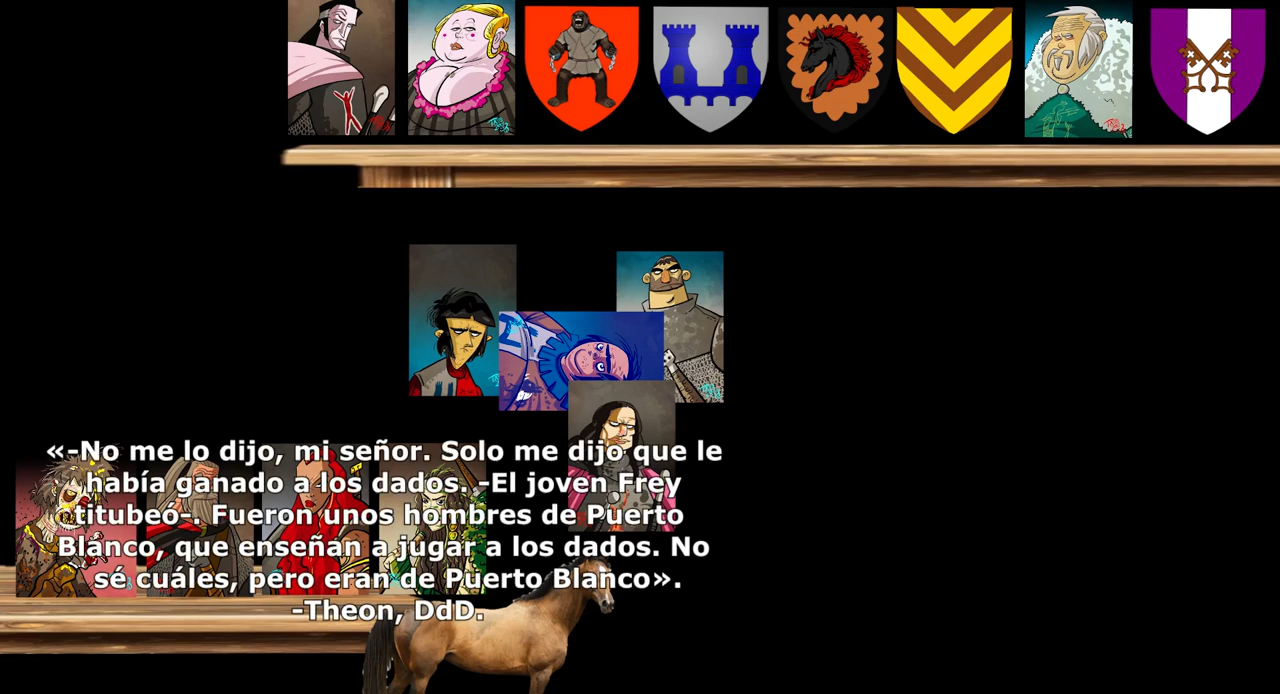 «-No me lo dijo, mi señor. Solo me dijo que le
había ganado a los dados. -El joven Frey
titubeó-. Fueron unos hombres de Puerto
Blanco, que enseñan a jugar a los dados. No
sé cuáles, pero eran de Puerto Blanco».
-Theon, DdD.